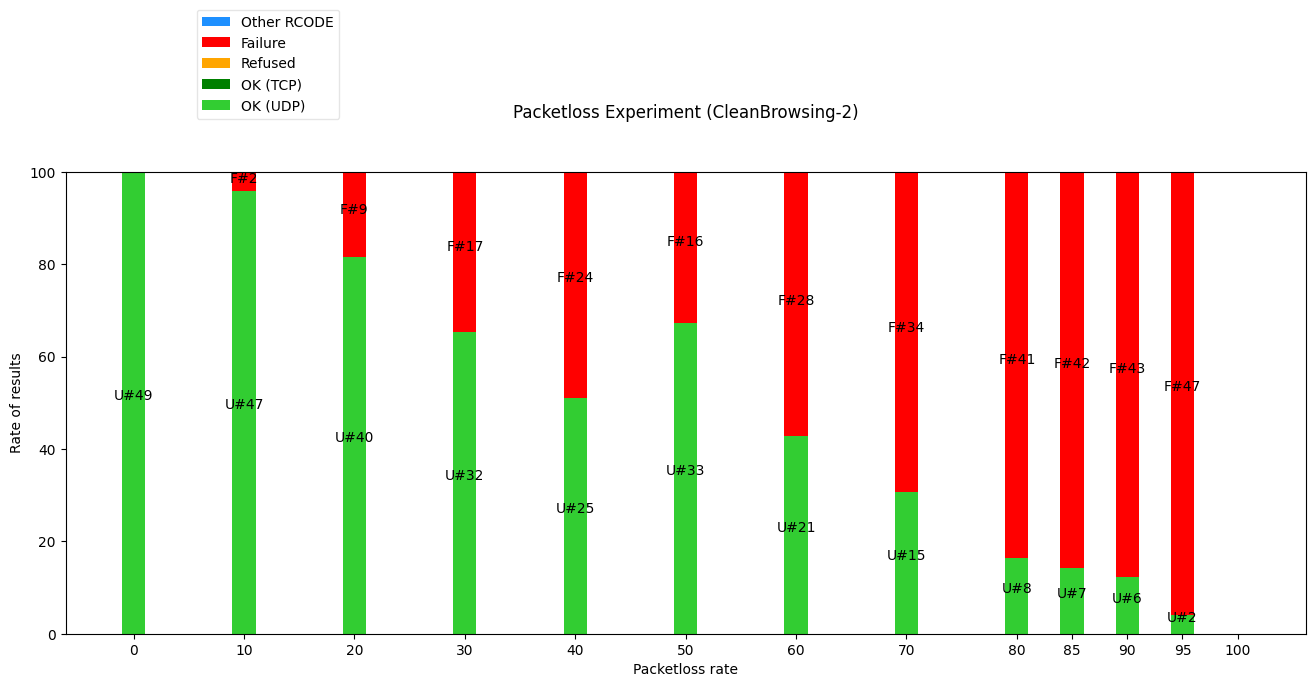 Other RCODE
Failure
Refused
OK (TCP)
OK (UDP)
Packetloss Experiment (CleanBrowsing-2)
Rate of results
100
80
60
40
20
0
F#2
F#9
F#17
F#24
F#16
F#28
F#34
F#41
F#42
F#43
F#47
U#49
U#47
U#40
U#32
U#25
U#33
U#21
U#15
U#8
U#7
U#6
U#2
0 10 20 30 40 50 60 70 80 85 90 95 100
Packetloss rate